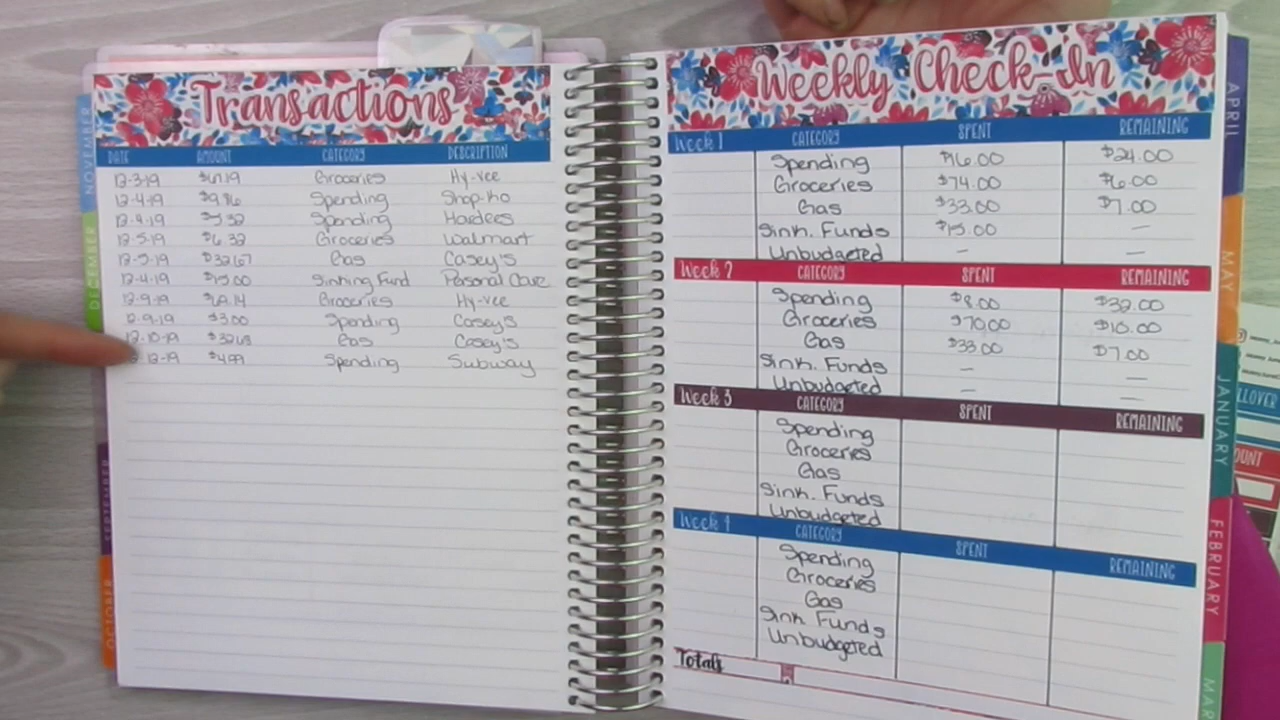 Transactions
DATE AMOUNT CATEGORY DESCRIPTION
12-3-19 Groceries Hy-vee
12-4-19 $9.86 Spending Shop-Ko
12-4-19 Spending Hardees
12-5-19 $6.32 Groceries Walmart
12-5-19 $32.67 Gas Casey's
12-4-19 $15.00 Sinking Fund Personal Care
12-9-19 Groceries Hy-vee
12-9-19 $3.00 Spending Casey's
12-10-19 $32.68 Gas Casey's
12-19 $4.99 Spending Subway
Weekly Check-In
Week 1 CATEGORY SPENT REMAINING
Spending $16.00 $24.00
Groceries $74.00 $6.00
Gas $33.00 $7.00
Sink. Funds $15.00 —
Unbudgeted — —
Week 2 CATEGORY SPENT REMAINING
Spending $8.00 $32.00
Groceries $70.00 $10.00
Gas $33.00 $7.00
Sink. Funds — —
Unbudgeted — —
Week 3 CATEGORY SPENT REMAINING
Spending
Groceries
Gas
Sink. Funds
Unbudgeted
Week 4 CATEGORY SPENT REMAINING
Spending
Groceries
Gas
Sink. Funds
Unbudgeted
Totals
NOVEMBER
DECEMBER
SEPTEMBER
OCTOBER
APRIL
MAY
JANUARY
FEBRUARY
MAR